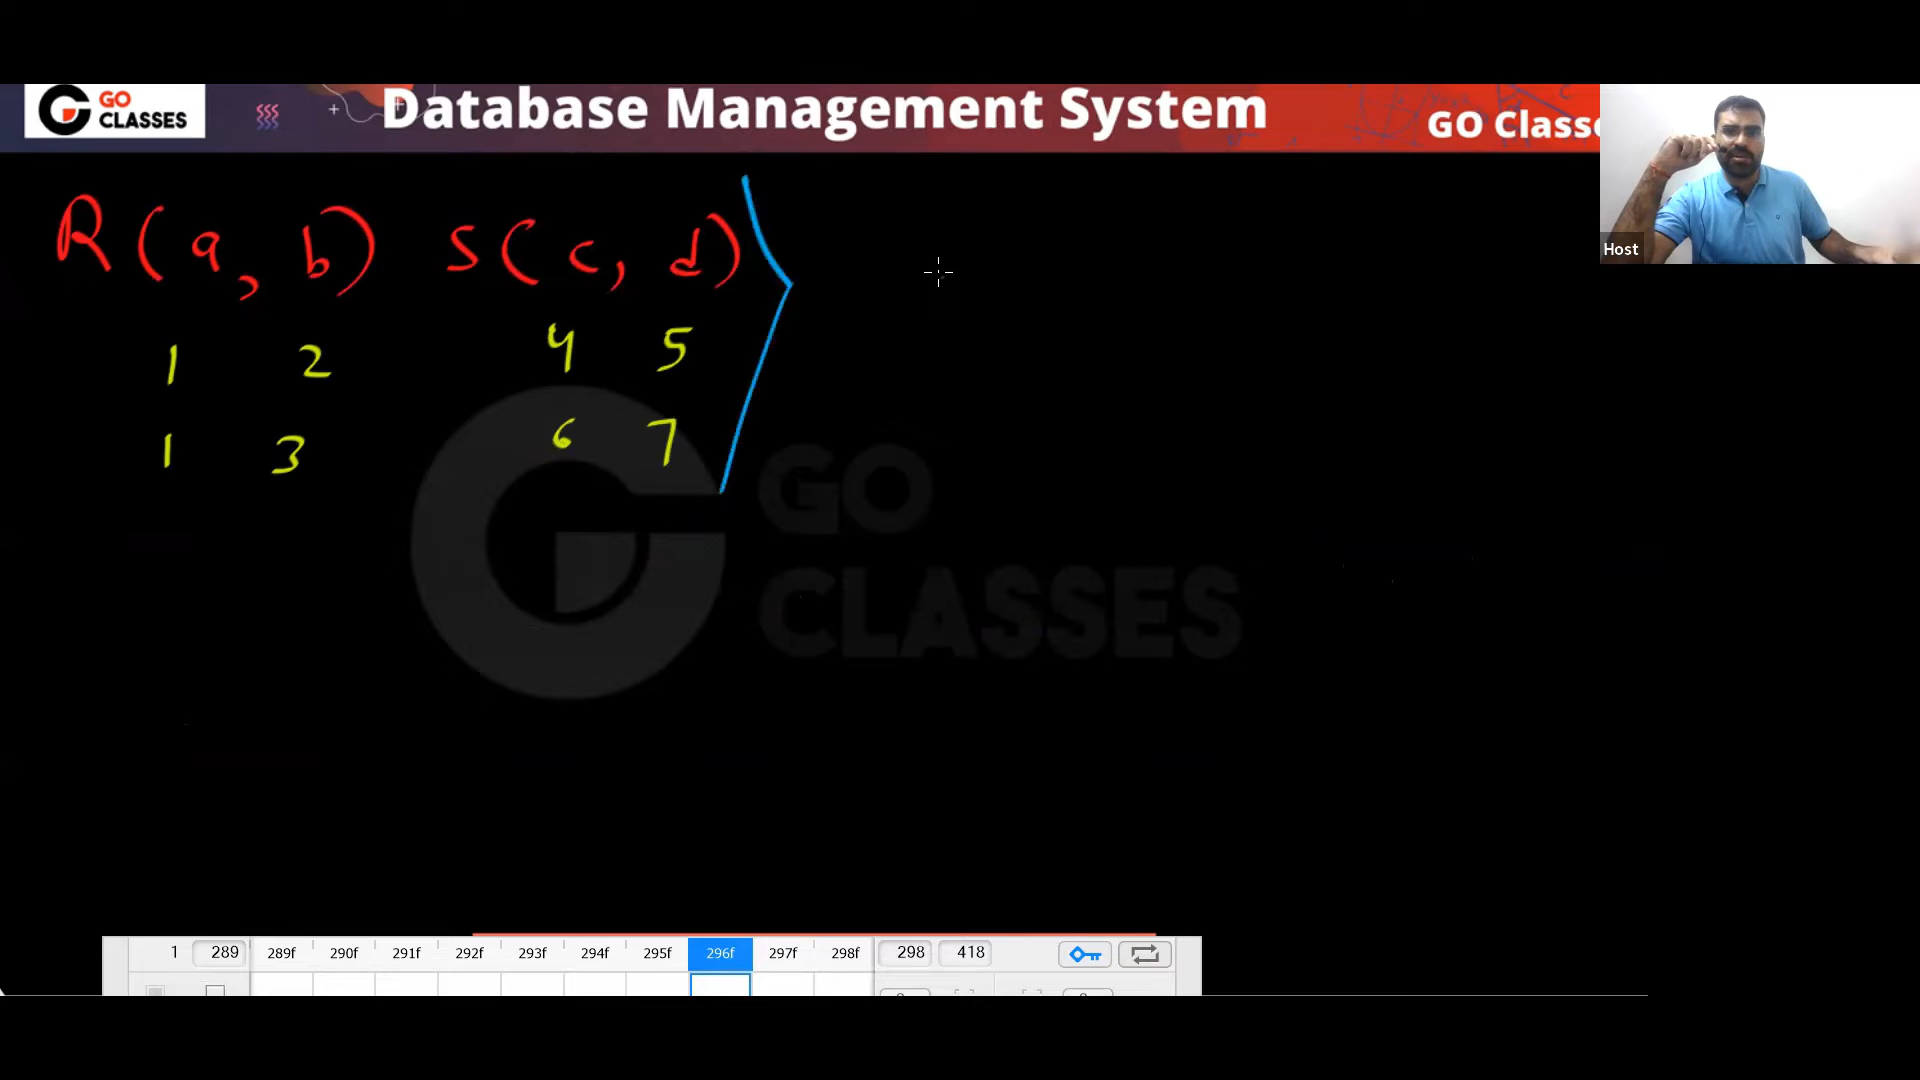 GO
CLASSES
Database Management System
GO Classe
Host
R(a, b) S(c, d)
1 2 4 5
1 3 6 7
GO
CLASSES
1 289 289f 290f 291f 292f 293f 294f 295f 296f 297f 298f 298 418